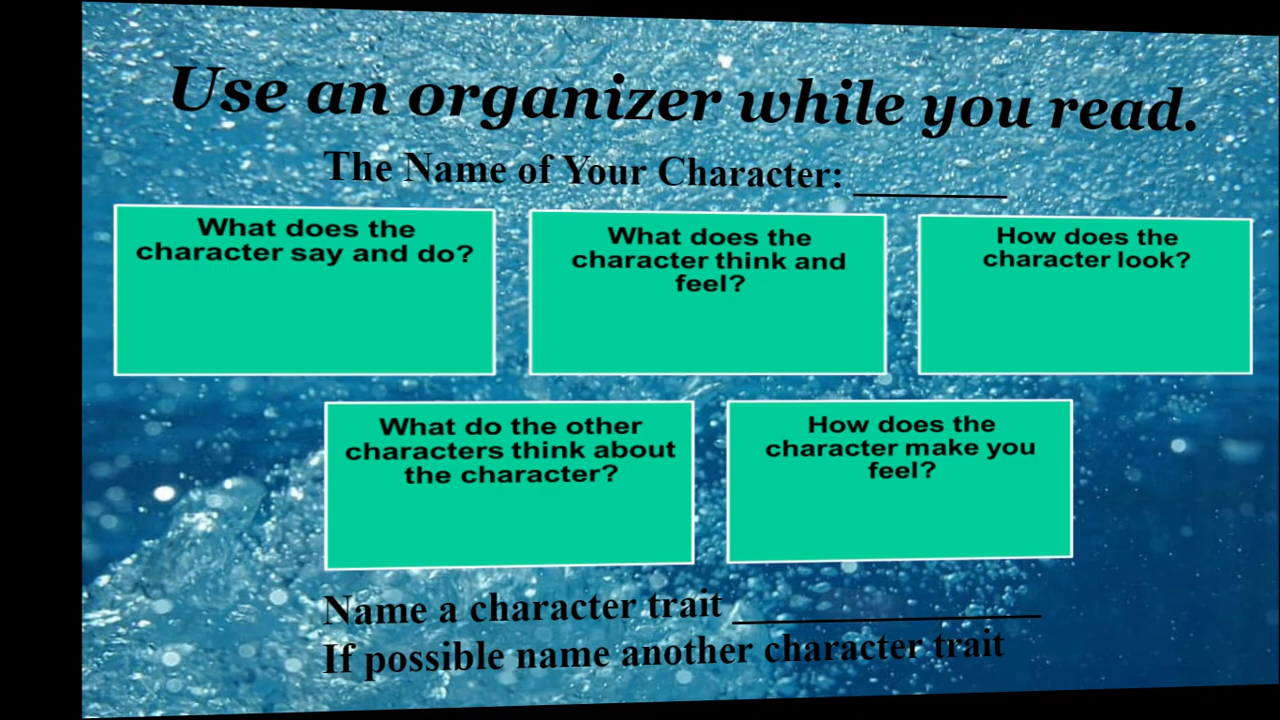 Use an organizer while you read.
The Name of Your Character: ________
What does the
character say and do?
What does the
character think and
feel?
How does the
character look?
What do the other
characters think about
the character?
How does the
character make you
feel?
Name a character trait ________________
If possible name another character trait